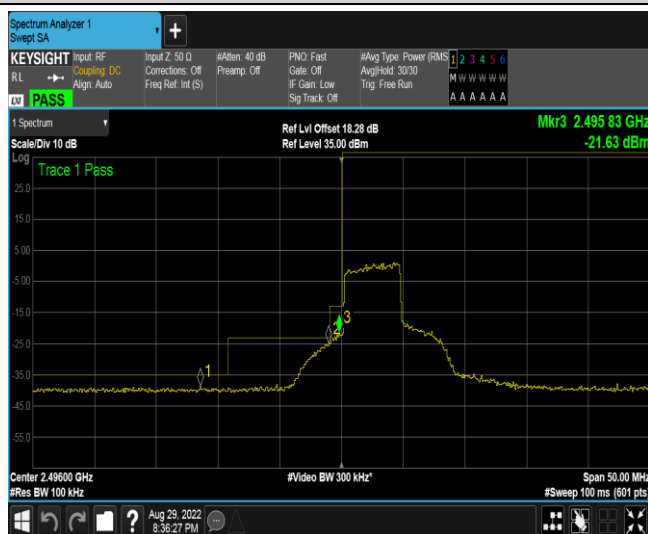 Spectrum Analyzer 1
Swept SA
+
KEYSIGHT
RL
LXI PASS
Input: RF
Coupling: DC
Align: Auto
Input Z: 50 Ω
Corrections: Off
Freq Ref: Int (S)
#Atten: 40 dB
Preamp: Off
PNO: Fast
Gate: Off
IF Gain: Low
Sig Track: Off
#Avg Type: Power (RMS
Avg|Hold: 30/30
Trig: Free Run
1 2 3 4 5 6
M W W W W W
A A A A A A
1 Spectrum
Scale/Div 10 dB
Ref Lvl Offset 18.28 dB
Ref Level 35.00 dBm
Mkr3 2.495 83 GHz
-21.63 dBm
Log
Trace 1 Pass
25.0
15.0
5.00
-5.00
-15.0
-25.0
-35.0
-45.0
-55.0
1
2
3
Center 2.49600 GHz
#Res BW 100 kHz
#Video BW 300 kHz*
Span 50.00 MHz
#Sweep 100 ms (601 pts)
?
Aug 29, 2022
8:36:27 PM